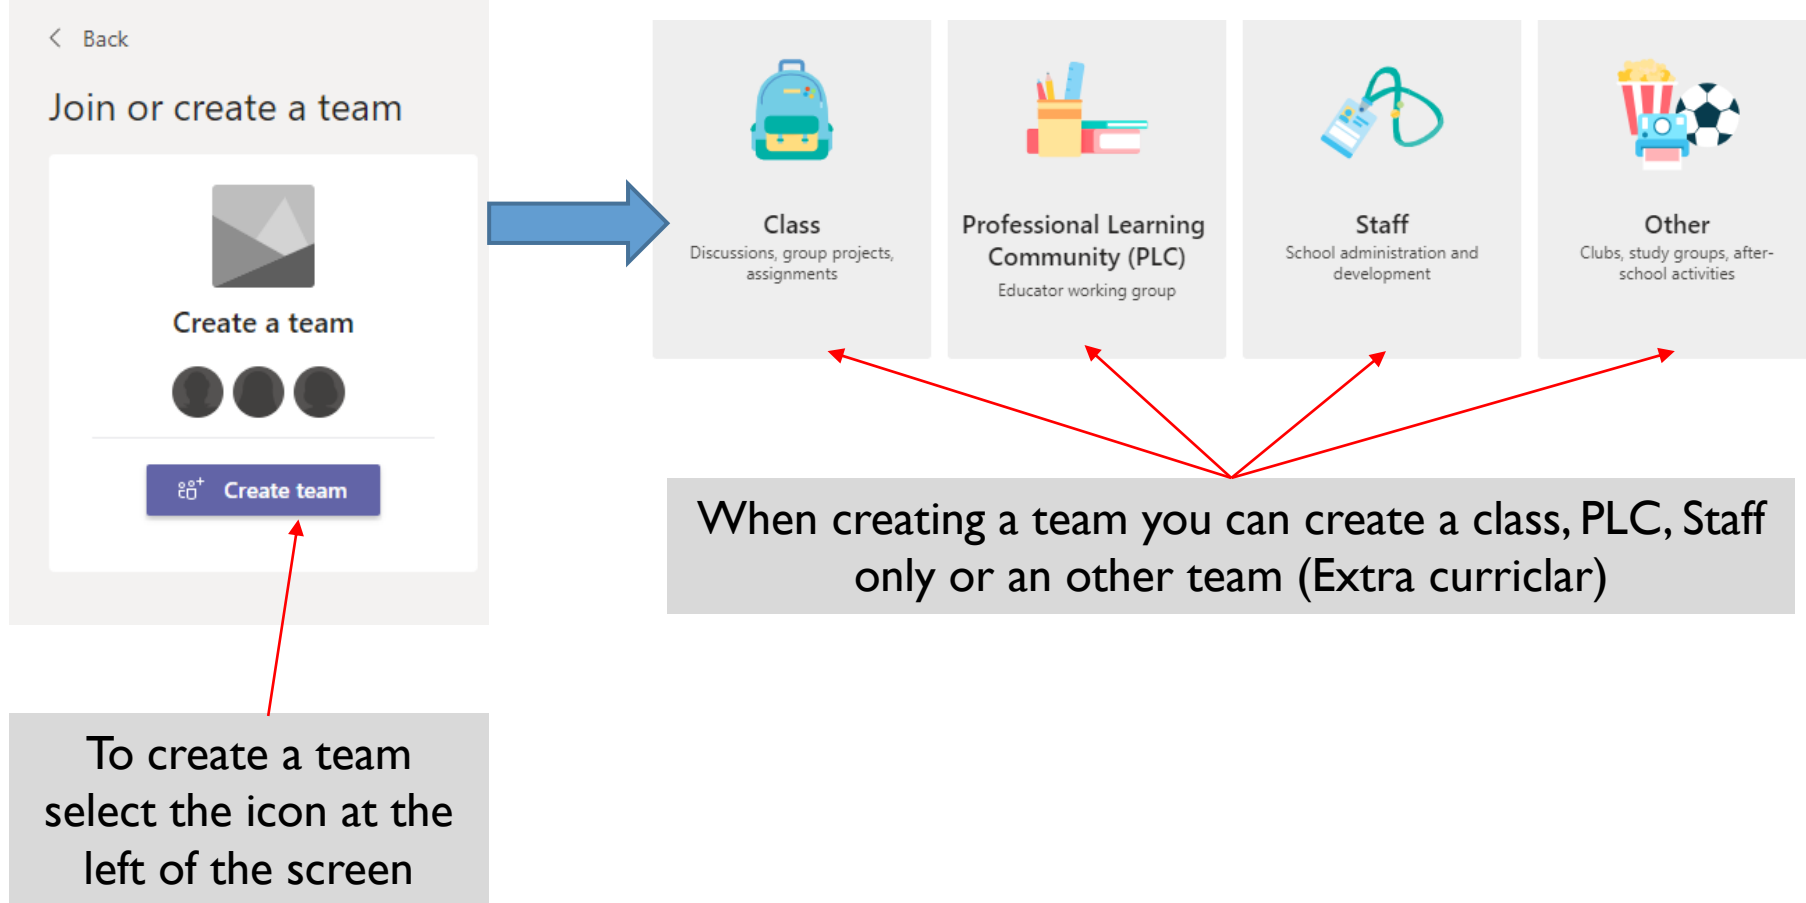 Back
Join or create a team
Create a team
Create team
To create a team
select the icon at the
left of the screen
Class
Discussions, group projects,
assignments
Professional Learning
Community (PLC)
Educator working group
Staff
School administration and
development
Other
Clubs, study groups, after-
school activities
When creating a team you can create a class, PLC, Staff
only or an other team (Extra curriclar)